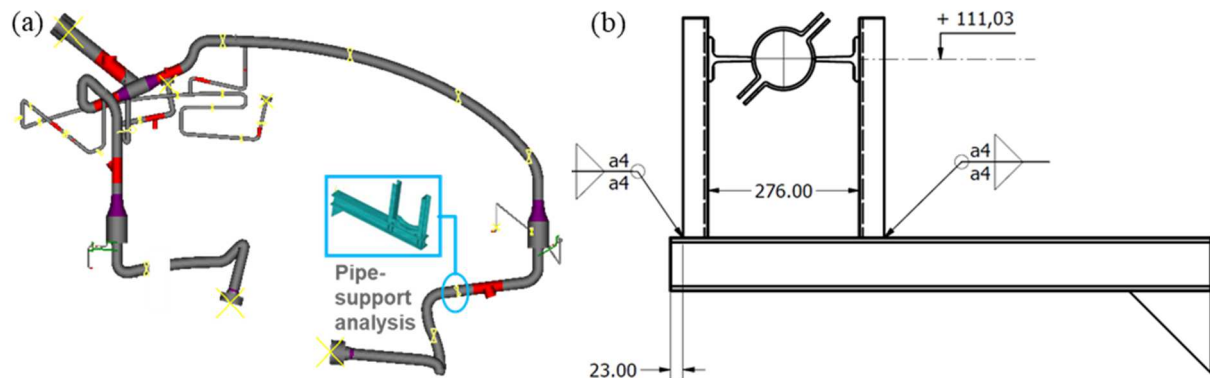 (a)
Pipe-
support
analysis
(b)
+ 111,03
a4
a4
276.00
a4
a4
23.00